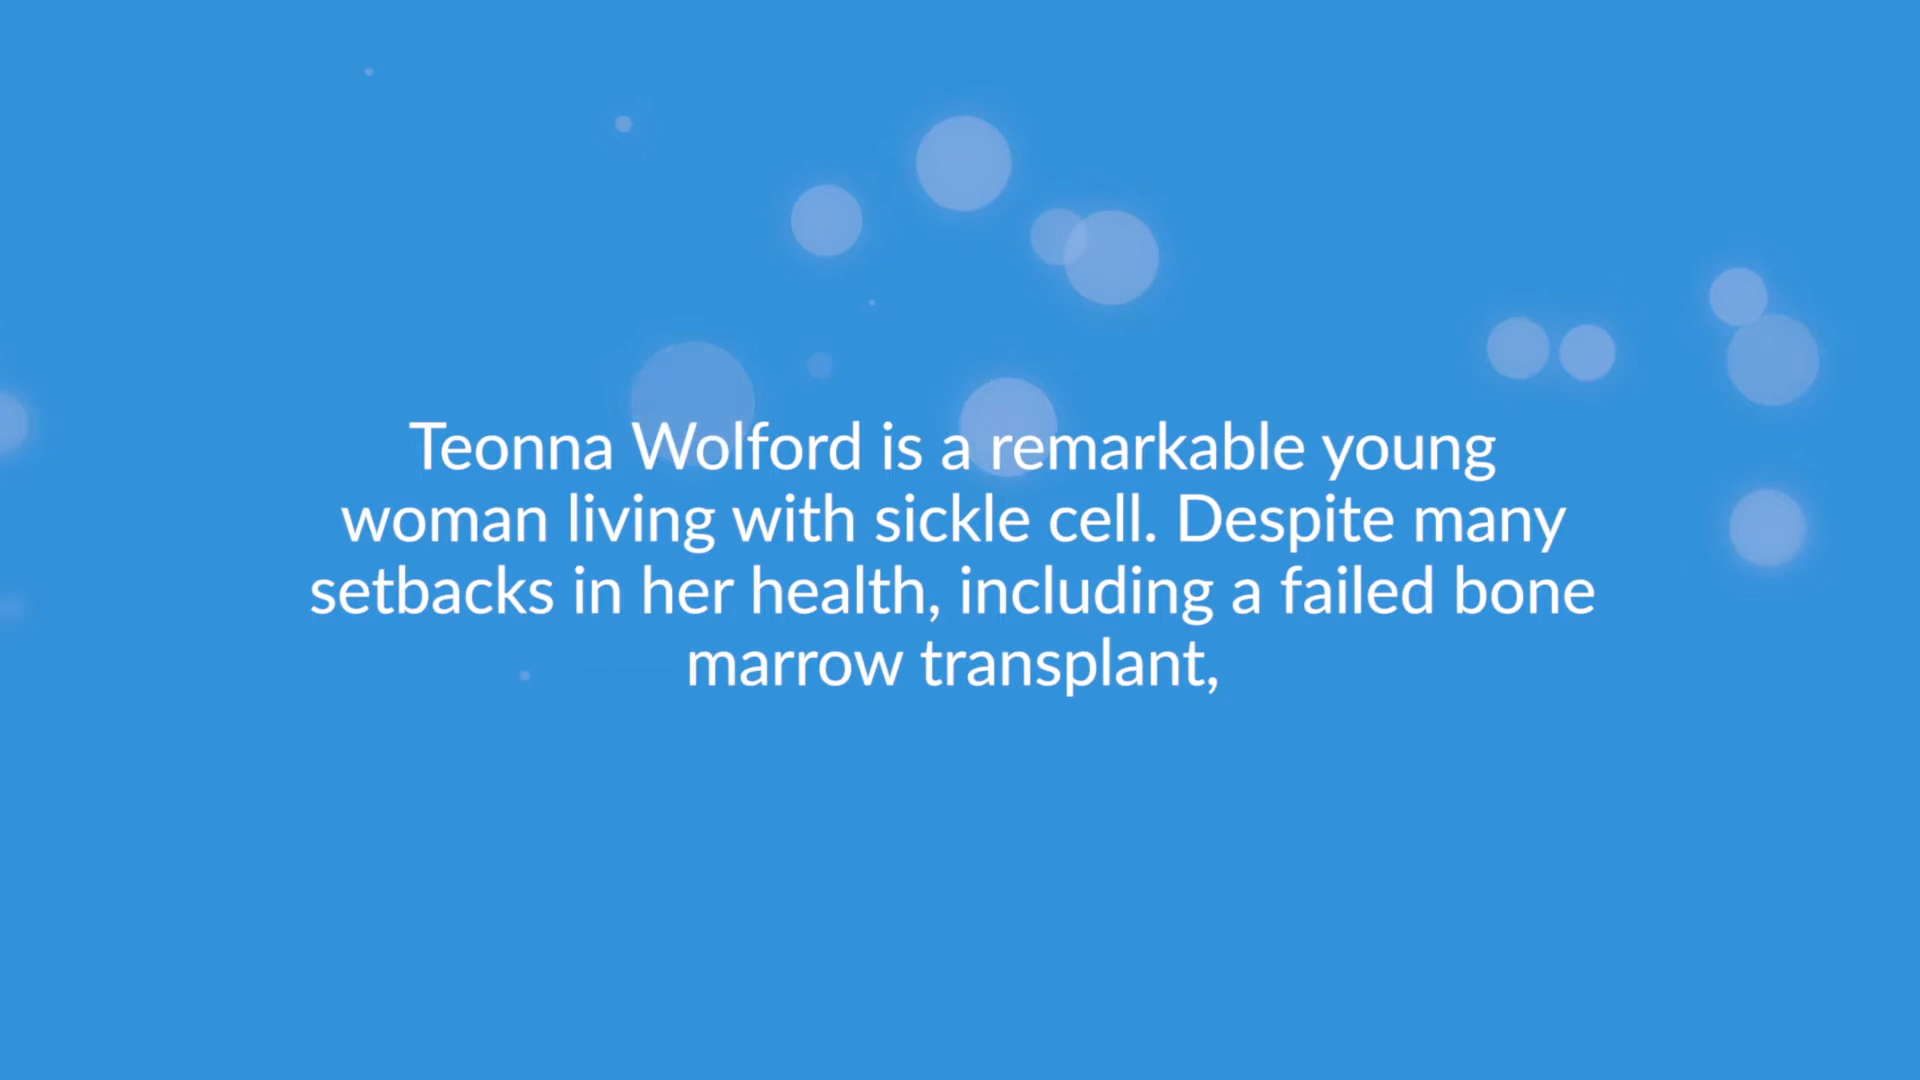 Teonna Wolford is a remarkable young
woman living with sickle cell. Despite many
setbacks in her health, including a failed bone
marrow transplant,